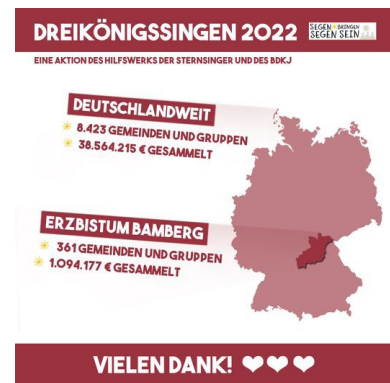 DREIKÖNIGSSINGEN 2022
SEGEN BRINGEN
SEGEN SEIN
EINE AKTION DES HILFSWERKS DER STERNSINGER UND DES BDKJ
DEUTSCHLANDWEIT
8.423 GEMEINDEN UND GRUPPEN
38.564.215 € GESAMMELT
ERZBISTUM BAMBERG
361 GEMEINDEN UND GRUPPEN
1.094.177 € GESAMMELT
VIELEN DANK!